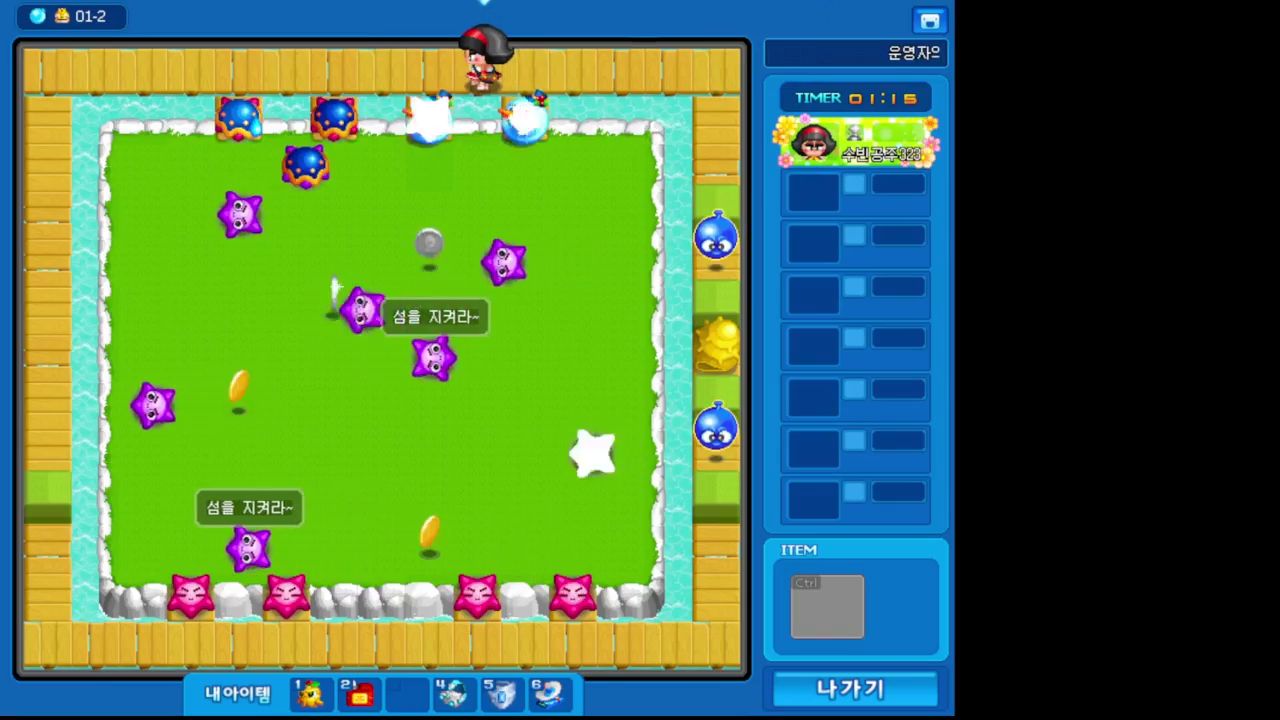 01-2
운영자으
TIMER 01:15
수빈공주023
섬을 지켜라~
섬을 지켜라~
ITEM
Ctrl
내 아이템
1
2
4
5
6
나가기